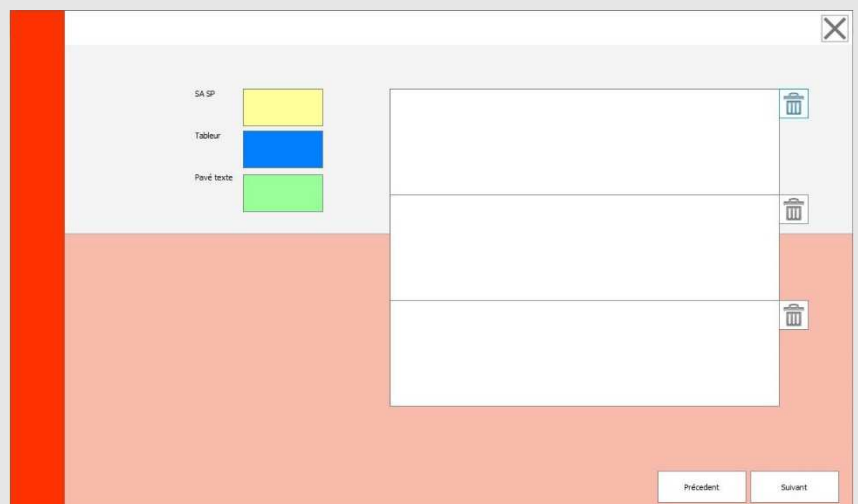 SA SP
Tableur
Pavé texte
Précedent
Suivant